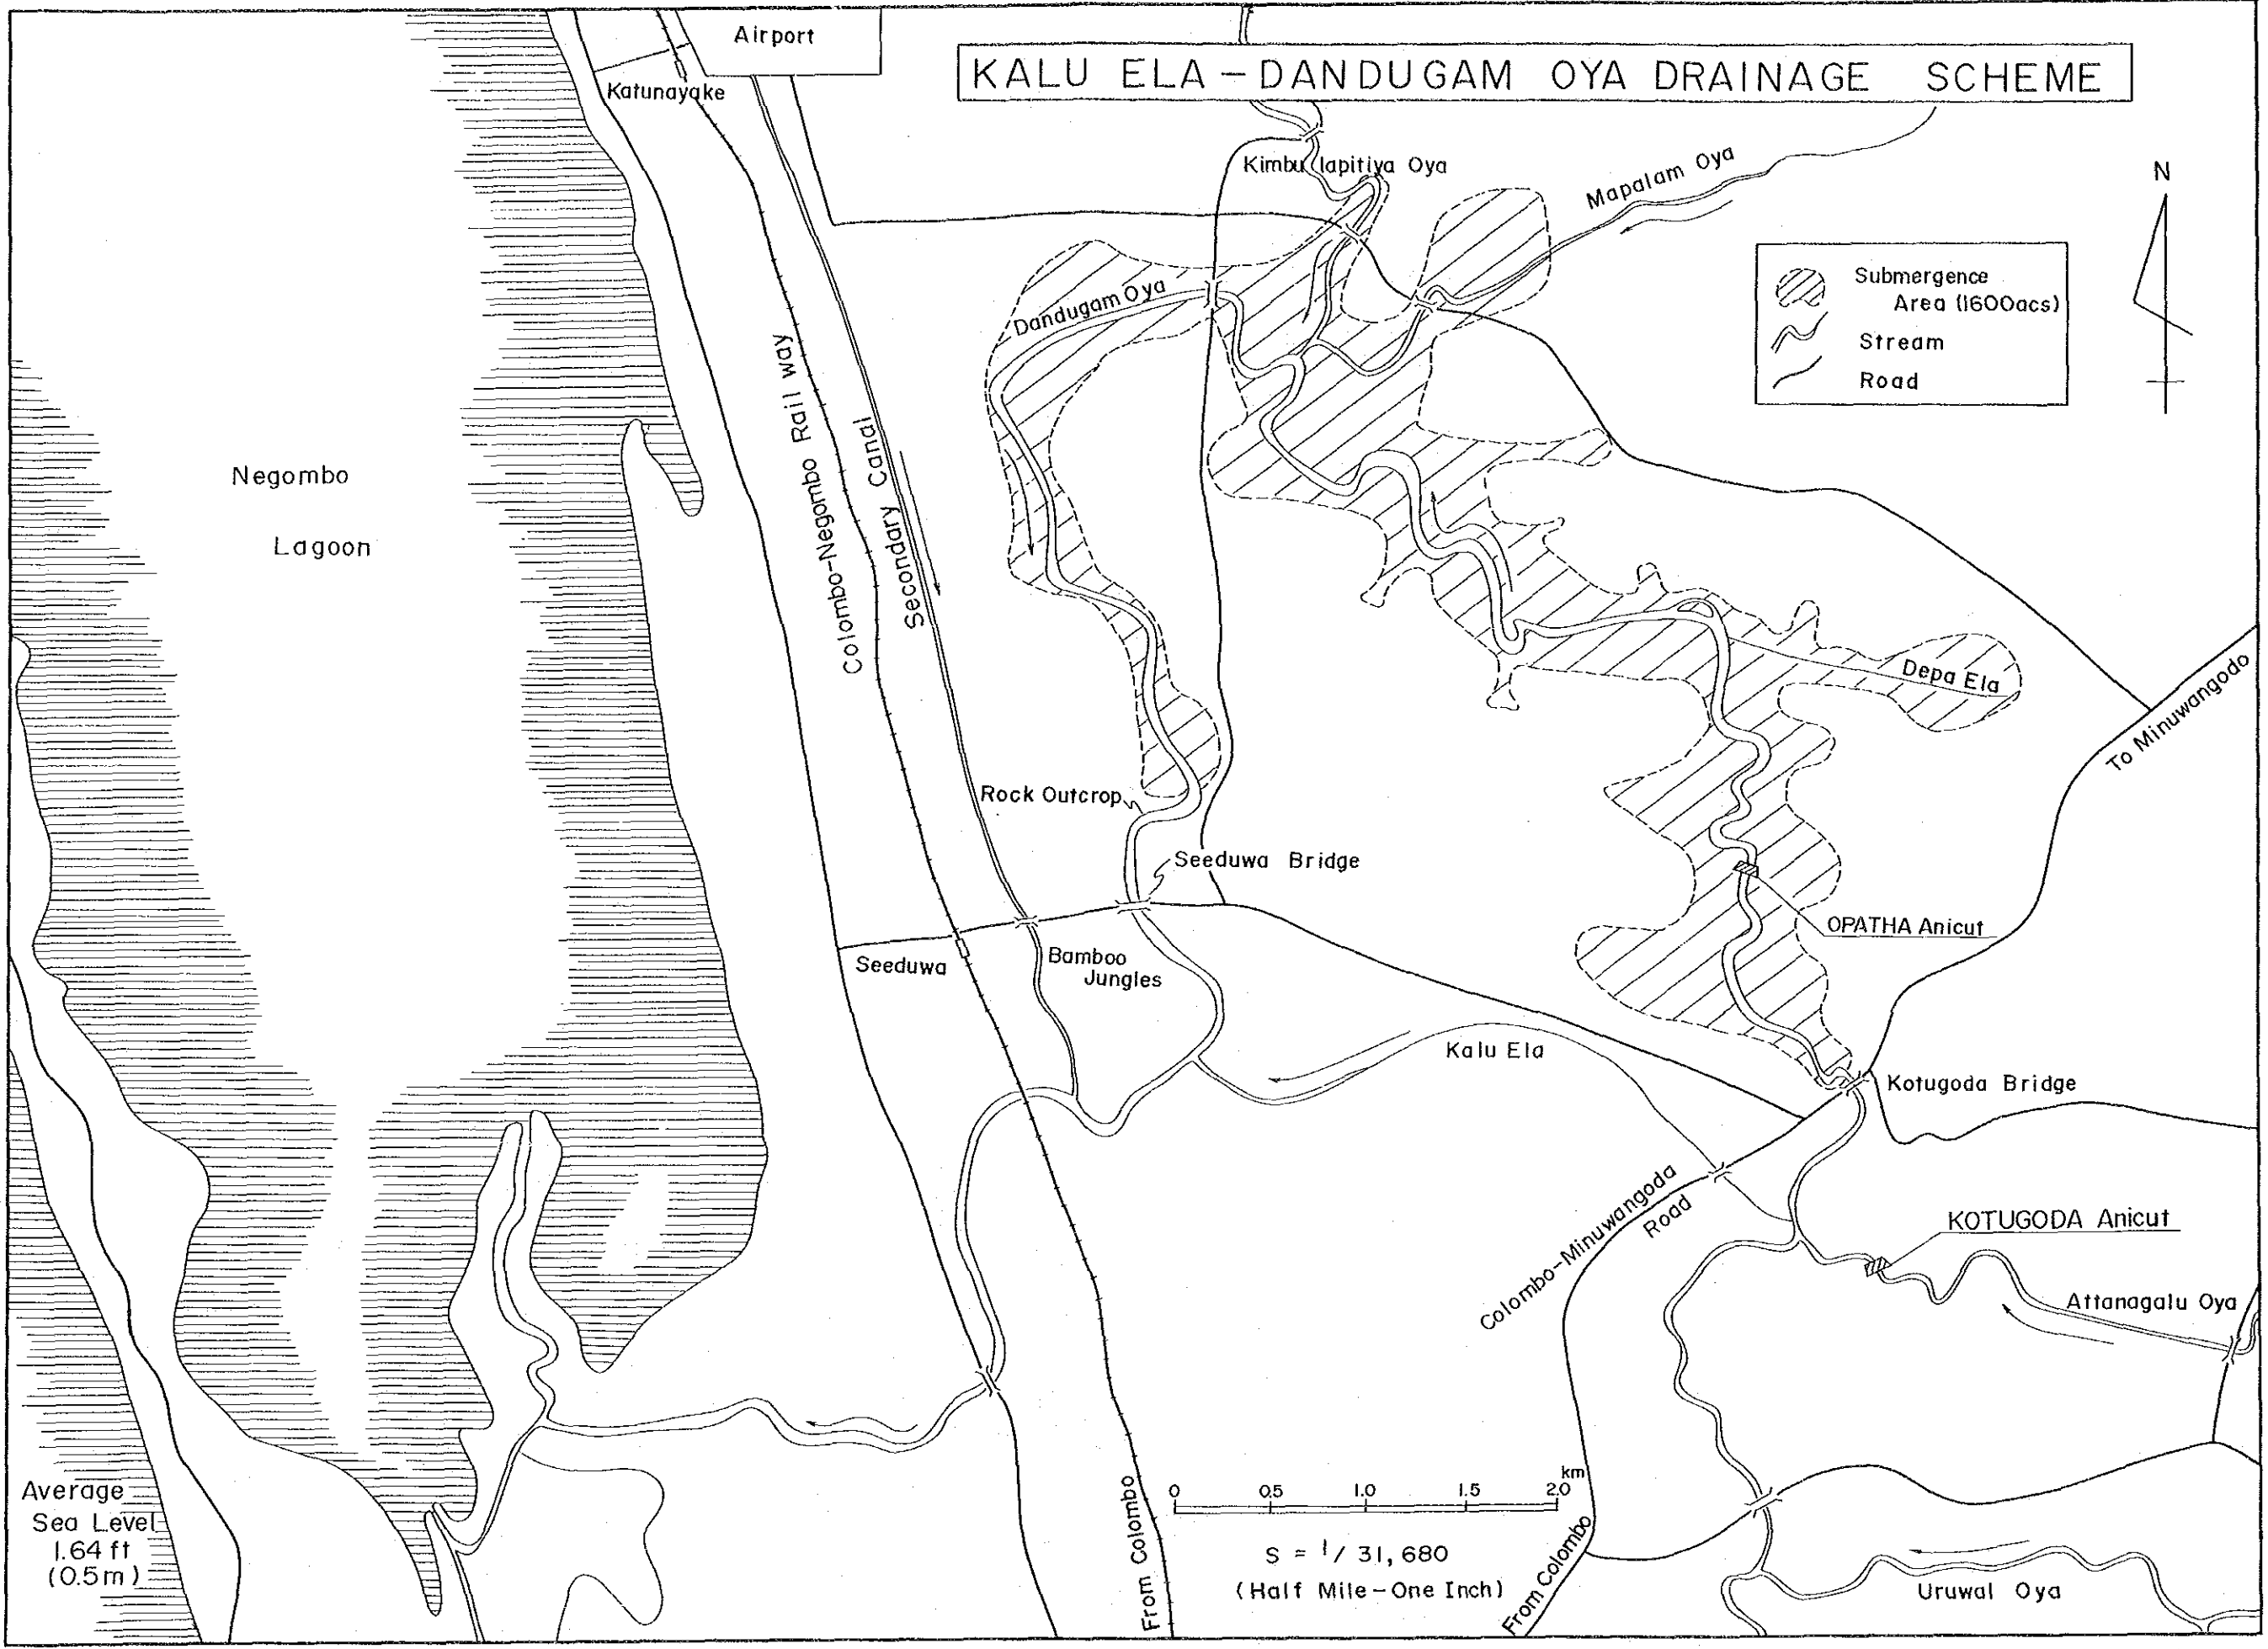 Airport
KALU ELA-DANDUGAM OYA DRAINAGE SCHEME
Katunayake
Kimbulapitiya Oya
Mapalam Oya
N
Submergence
Area (1600acs)
Stream
Road
Dandugam Oya
Colombo-Negombo Rail way
Secondary Canal
Negombo
Lagoon
Depa Ela
To Minuwangodo
Rock Outcrop
Seeduwa Bridge
OPATHA Anicut
Seeduwa
Bamboo
Jungles
Kalu Ela
Kotugoda Bridge
Colombo-Minuwangoda
Road
KOTUGODA Anicut
Attanagalu Oya
Average
Sea Level
1.64 ft
(0.5m)
From Colombo
0 0.5 1.0 1.5 2.0 km
S = 1/31,680
(Half Mile-One Inch)
From Colombo
Uruwal Oya